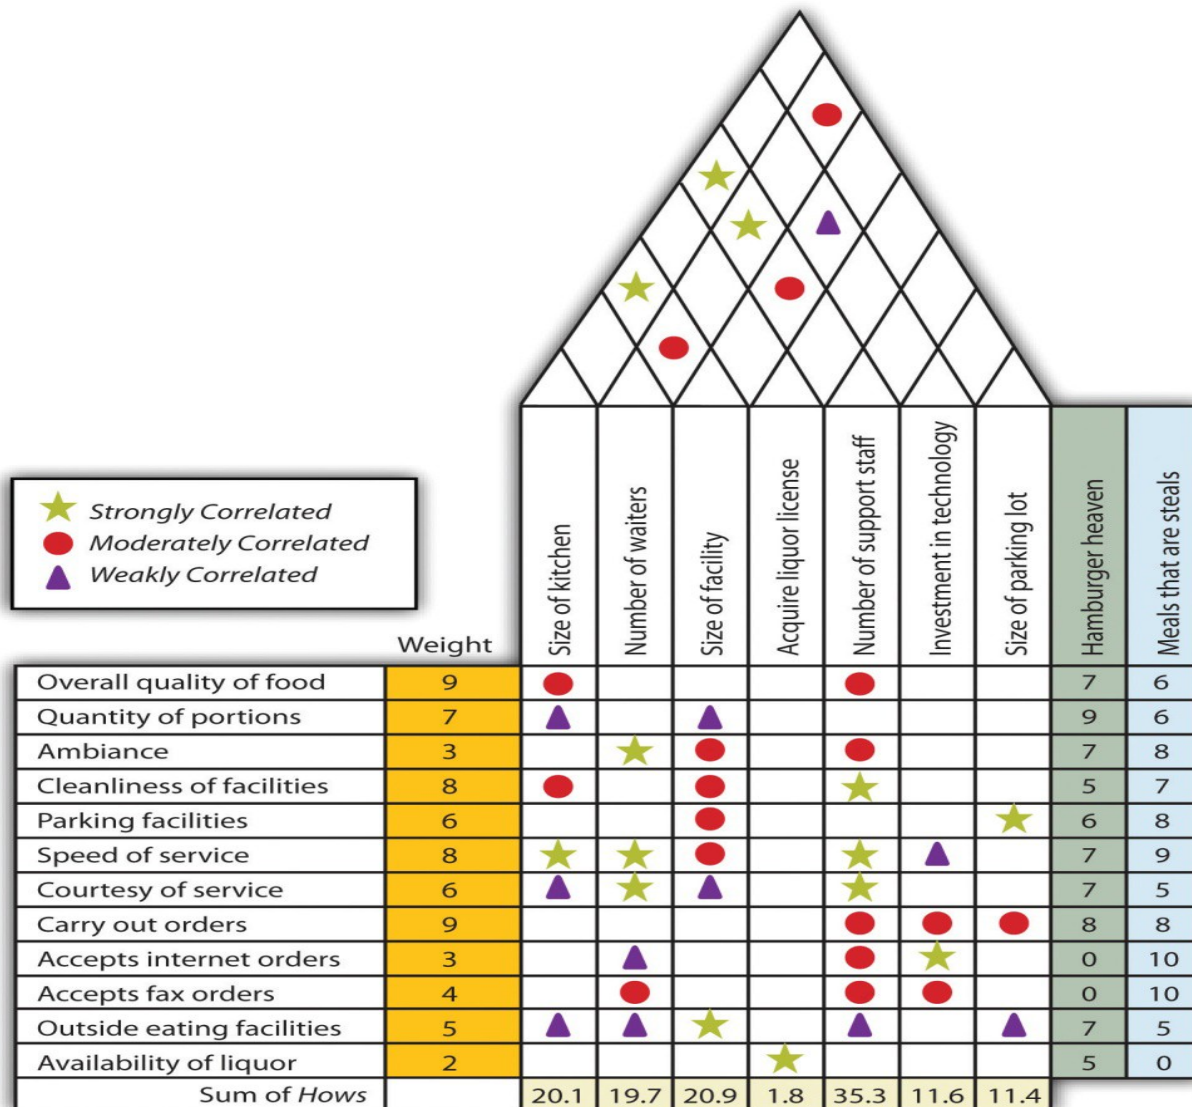 Strongly Correlated
Moderately Correlated
Weakly Correlated
Weight
Size of kitchen
Number of waiters
Size of facility
Acquire liquor license
Number of support staff
Investment in technology
Size of parking lot
Hamburger heaven
Meals that are steals
Overall quality of food 9 7 6
Quantity of portions 7 9 6
Ambiance 3 7 8
Cleanliness of facilities 8 5 7
Parking facilities 6 6 8
Speed of service 8 7 9
Courtesy of service 6 7 5
Carry out orders 9 8 8
Accepts internet orders 3 0 10
Accepts fax orders 4 0 10
Outside eating facilities 5 7 5
Availability of liquor 2 5 0
Sum of Hows 20.1 19.7 20.9 1.8 35.3 11.6 11.4